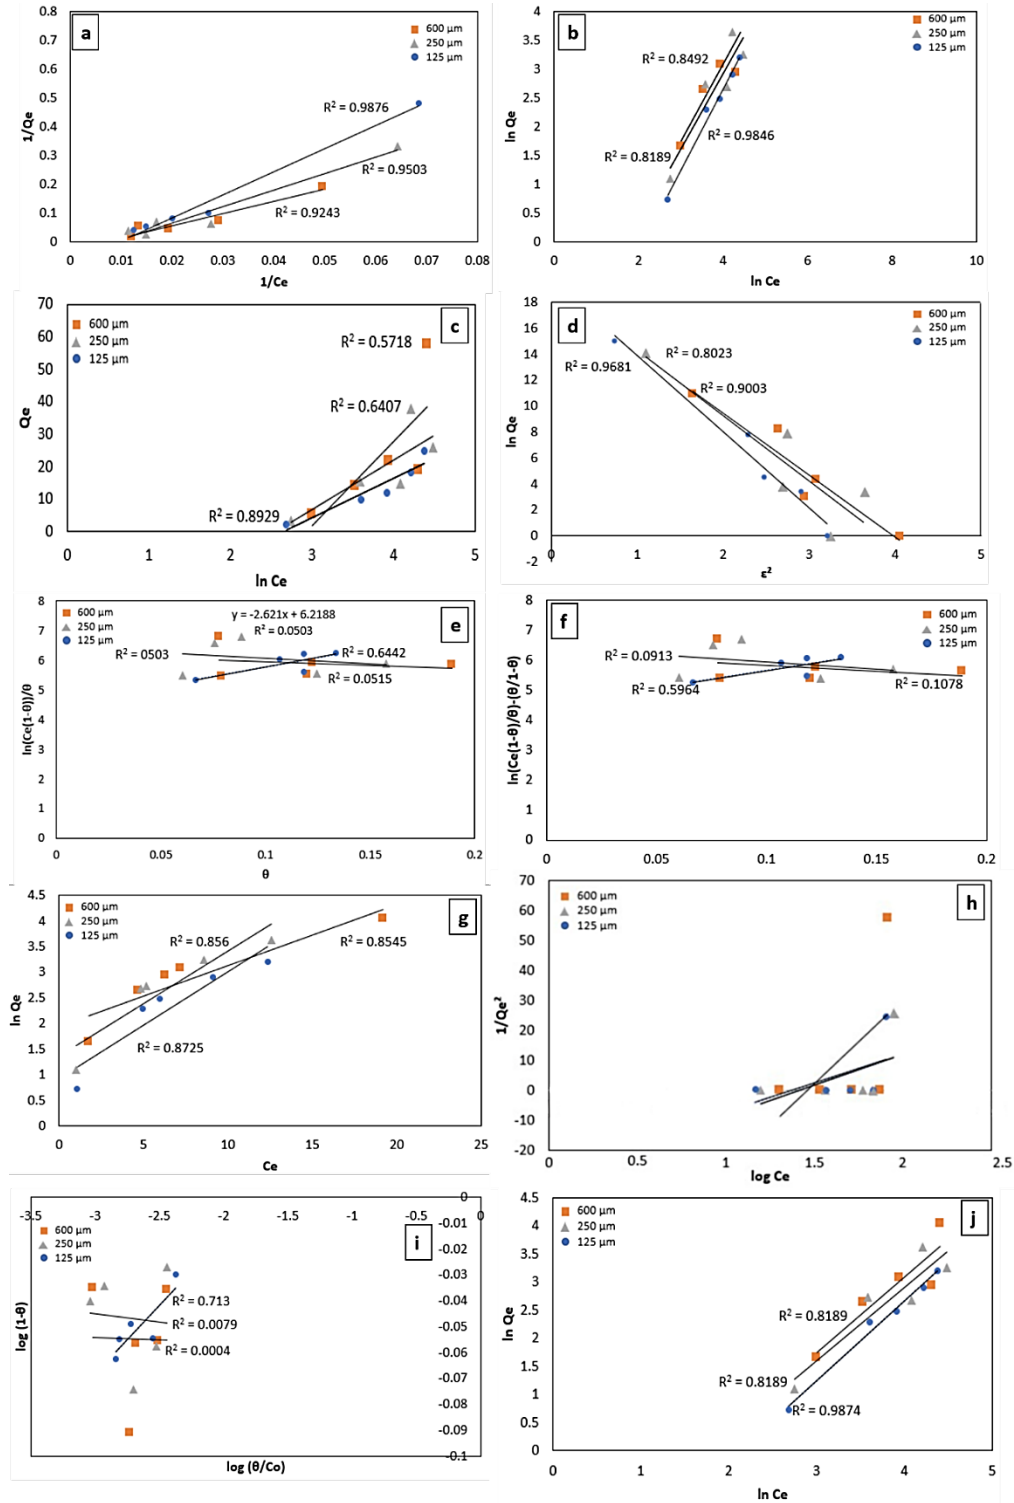 a
0.8
0.7
0.6
0.5
0.4
0.3
0.2
0.1
0
1/Qe
600 µm
250 µm
125 µm
R² = 0.9876
R² = 0.9503
R² = 0.9243
0 0.01 0.02 0.03 0.04 0.05 0.06 0.07 0.08
1/Ce
b
4
3.5
3
2.5
2
1.5
1
0.5
0
ln Qe
600 µm
250 µm
125 µm
R² = 0.8492
R² = 0.9846
R² = 0.8189
0 2 4 6 8 10
ln Ce
c
70
60
50
40
30
20
10
0
Qe
600 µm
250 µm
125 µm
R² = 0.5718
R² = 0.6407
R² = 0.8929
0 1 2 3 4 5
ln Ce
d
18
16
14
12
10
8
6
4
2
0
-2
ln Qe
600 µm
250 µm
125 µm
R² = 0.8023
R² = 0.9681
R² = 0.9003
1 2 3 4 5
ε²
e
8
7
6
5
4
3
2
1
0
ln(Ce(1-θ))/θ
600 µm
250 µm
125 µm
y = -2.621x + 6.2188
R² = 0.0503
R² = 0.6442
R² 0503
R² = 0.0515
0 0.05 0.1 0.15 0.2
θ
f
8
7
6
5
4
3
2
1
0
ln(Ce(1-θ)/θ)-(θ/1-θ)
600 µm
250 µm
125 µm
R² = 0.0913
R² = 0.5964
R² = 0.1078
0 0.05 0.1 0.15 0.2
g
4.5
4
3.5
3
2.5
2
1.5
1
0.5
0
ln Qe
600 µm
250 µm
125 µm
R² = 0.856
R² = 0.8545
R² = 0.8725
0 5 10 15 20 25
Ce
h
70
60
50
40
30
20
10
0
-10
-20
1/Qe²
600 µm
250 µm
125 µm
0 0.5 1 1.5 2 2.5
log Ce
i
-3.5 -3 -2.5 -2 -1.5 -1 -0.5 0
0
-0.01
-0.02
-0.03
-0.04
-0.05
-0.06
-0.07
-0.08
-0.09
-0.1
log (1-θ)
600 µm
250 µm
125 µm
R² = 0.713
R² = 0.0079
R² = 0.0004
log (θ/Co)
j
4.5
4
3.5
3
2.5
2
1.5
1
0.5
0
ln Qe
600 µm
250 µm
125 µm
R² = 0.8189
R² = 0.8189
R² = 0.9874
0 1 2 3 4 5
ln Ce